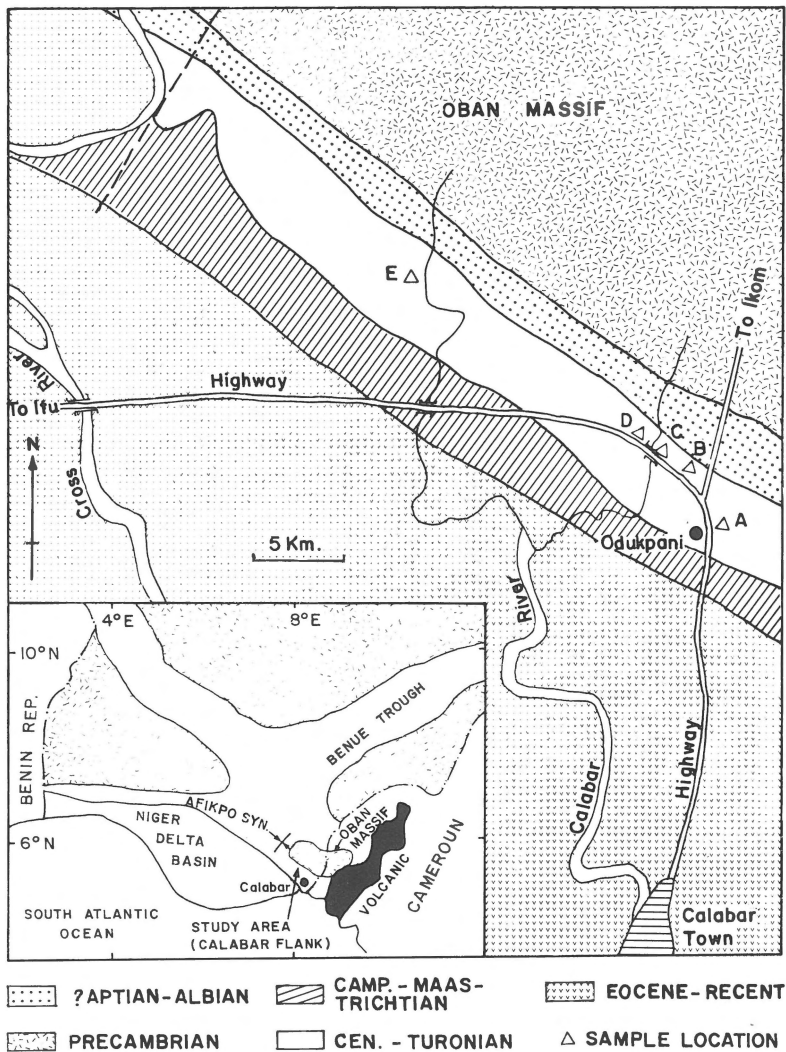 OBAN MASSIF
E
To Ikom
River
Highway
To Itu
N
D
C
B
Cross
A
Odukpani
5 Km.
River
4°E
8°E
10°N
BENIN REP.
BENUE TROUGH
AFIKPO SYN.
OBAN
MASSIF
NIGER
DELTA
BASIN
6°N
Calabar
VOLCANIC
CAMEROUN
SOUTH ATLANTIC
OCEAN
STUDY AREA
(CALABAR FLANK)
Calabar
Highway
Calabar
Town
?APTIAN-ALBIAN
CAMP.-MAAS-
TRICHTIAN
EOCENE-RECENT
PRECAMBRIAN
CEN. - TURONIAN
SAMPLE LOCATION